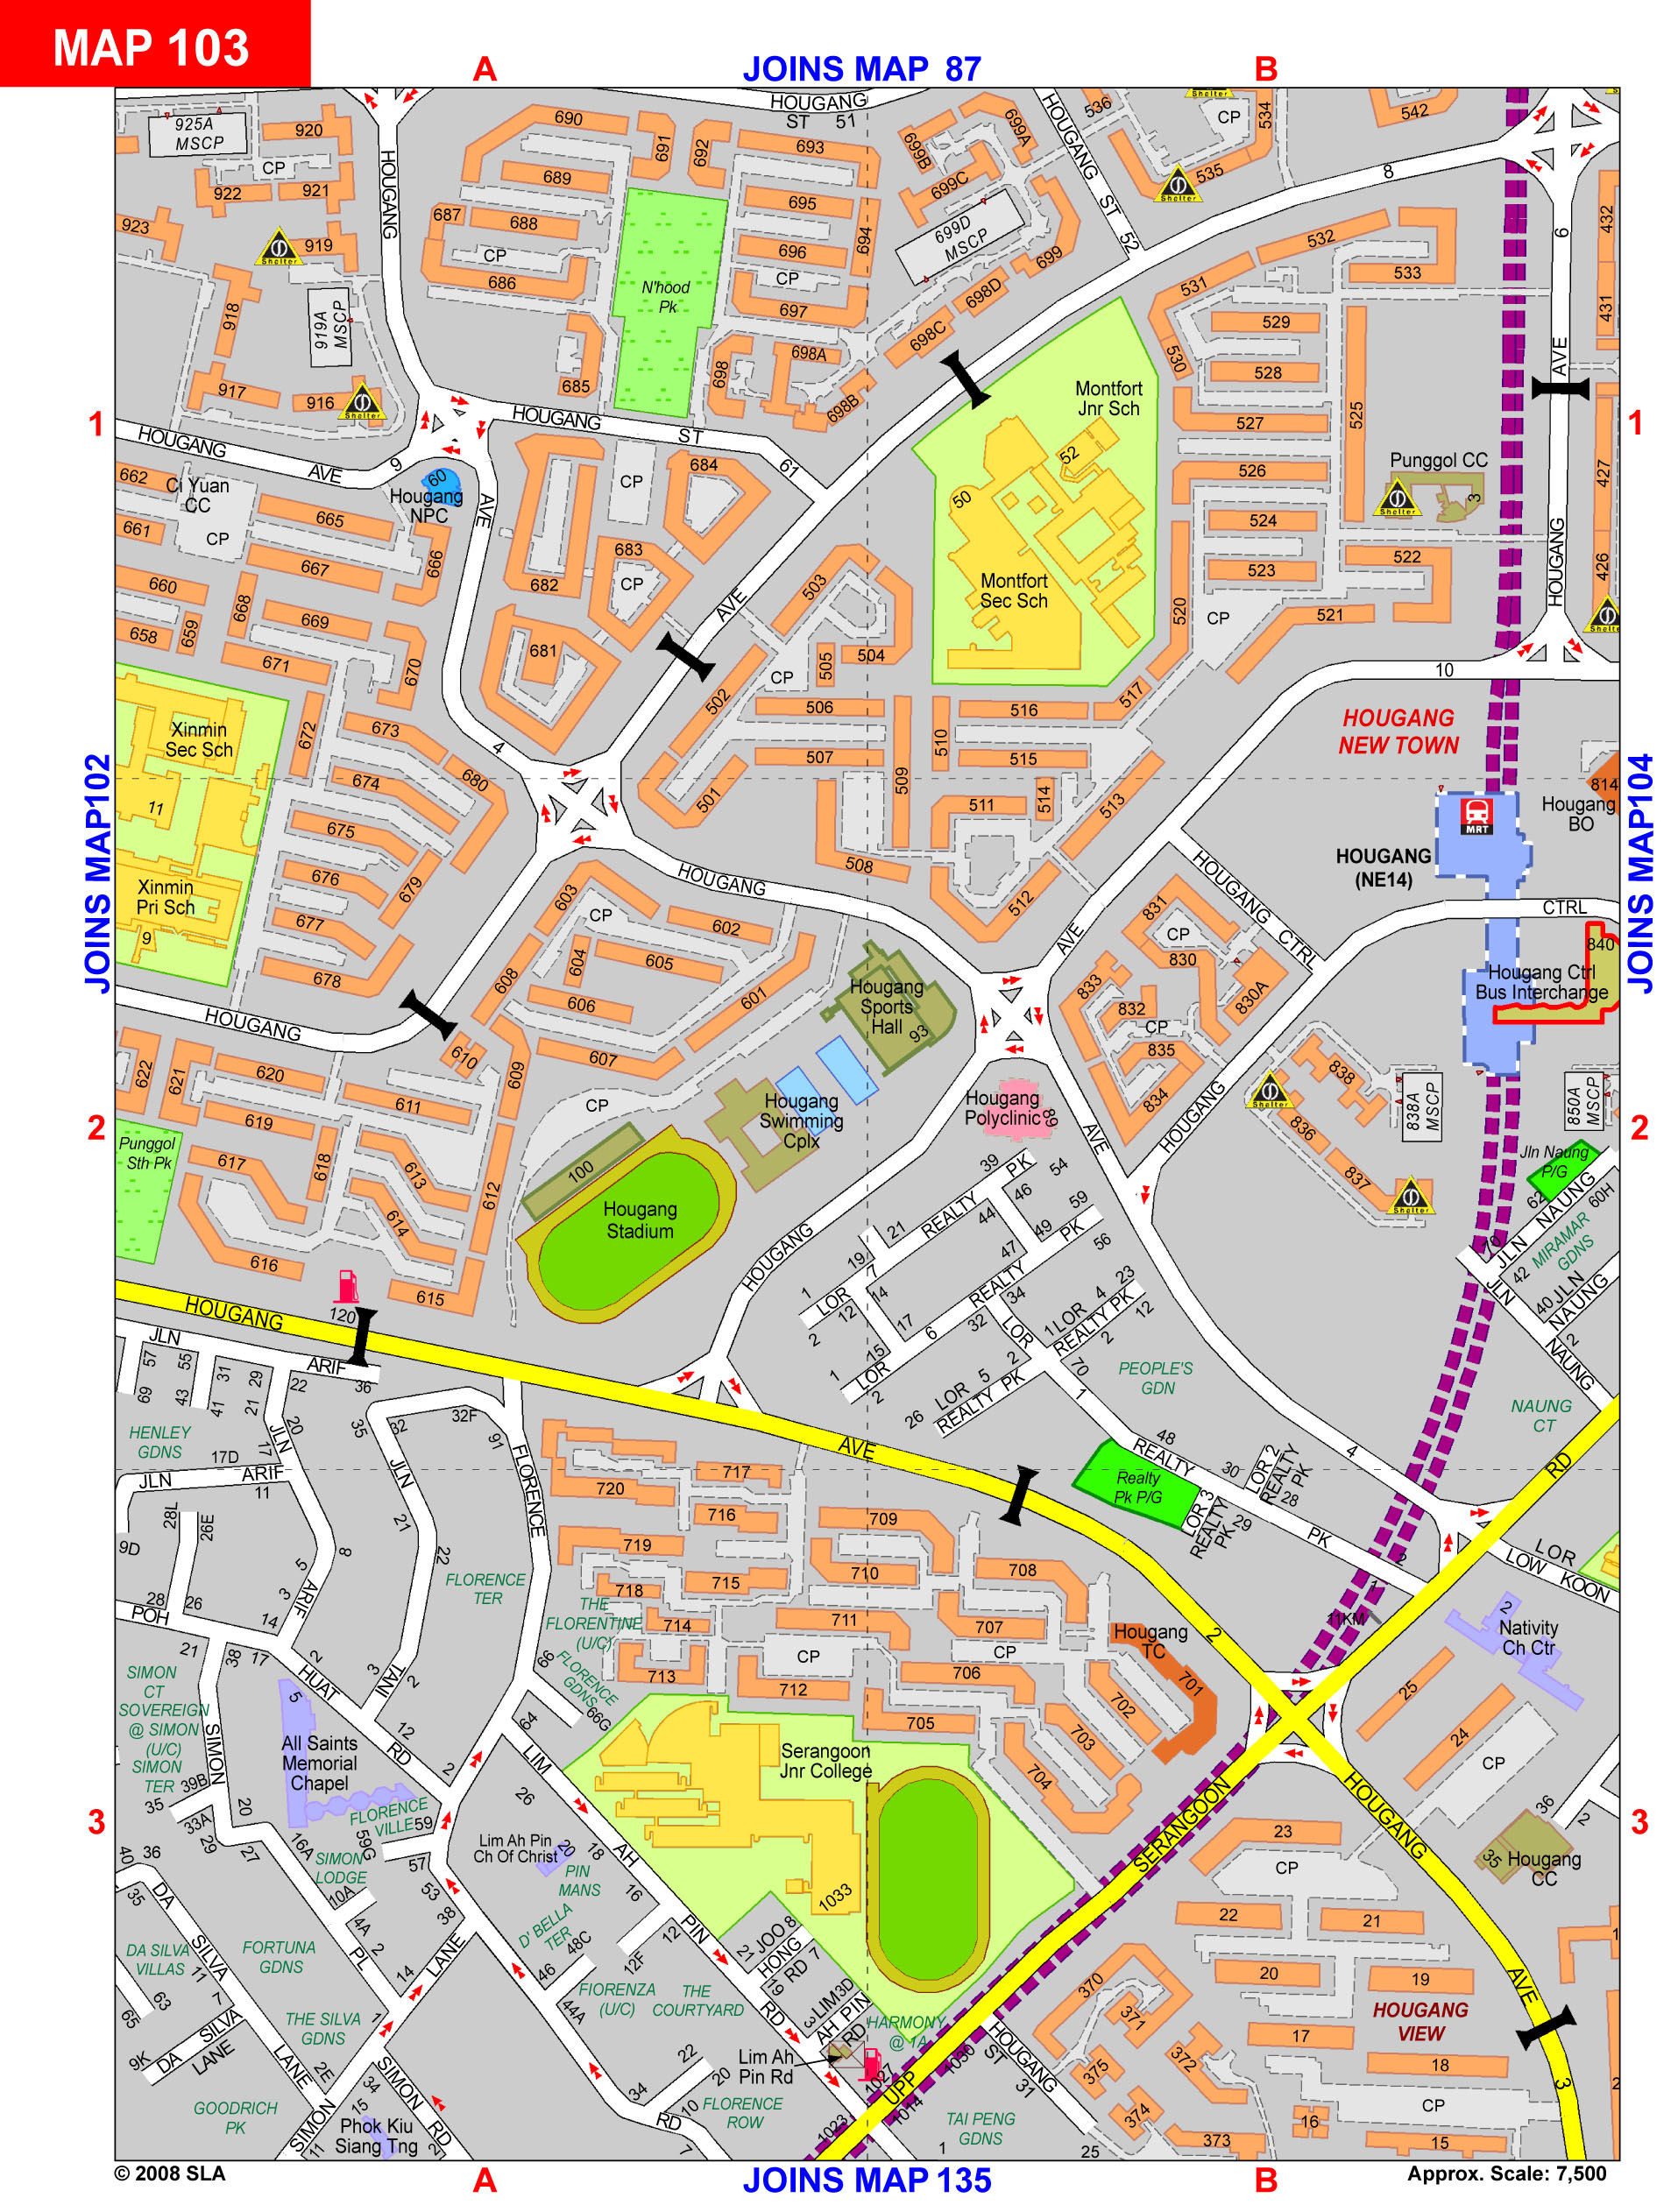 MAP 103
A
JOINS MAP 87
B
925A
MSCP
920
CP
922
921
923
919
Shelter
918
919A
MSCP
917
916
Shelter
HOUGANG
690
691
692
689
687
688
CP
686
685
N'hood
Pk
HOUGANG
ST 51
693
695
694
696
CP
697
698
698A
698B
698C
698D
699
699A
699B
699C
699D
MSCP
HOUGANG ST 52
536
CP
534
535
Shelter
542
8
532
533
531
530
529
528
527
526
525
524
523
522
521
520
CP
6
AVE
HOUGANG
432
431
427
426
Shelter
Punggol CC
3
Shelter
1
1
HOUGANG AVE 9
HOUGANG ST 61
60
Hougang
NPC
AVE
4
662
Ci Yuan
CC
661
CP
660
658
659
665
666
667
668
669
670
671
672
673
674
675
676
677
678
679
680
CP
684
683
CP
682
681
AVE
Montfort
Jnr Sch
52
50
Montfort
Sec Sch
503
505
504
CP
502
501
506
507
508
509
510
511
512
513
514
515
516
517
10
HOUGANG
NEW TOWN
Xinmin
Sec Sch
11
Xinmin
Pri Sch
9
JOINS MAP102
JOINS MAP104
814
Hougang
BO
MRT
HOUGANG
(NE14)
HOUGANG CTRL
CTRL
840
Hougang Ctrl
Bus Interchange
HOUGANG
HOUGANG
AVE
603
CP
602
604
605
608
606
601
607
610
609
Hougang
Sports
Hall
93
831
CP
830
830A
833
832
CP
835
834
HOUGANG
838
836
837
Shelter
Shelter
838A
MSCP
850A
MSCP
2
2
622
621
620
619
611
618
617
613
614
612
616
615
Punggol
Sth Pk
CP
100
Hougang
Stadium
Hougang
Swimming
Cplx
Hougang
Polyclinic
89
AVE
HOUGANG
Jln Naung
P/G
62
60H
JLN NAUNG
70
MIRAMAR
GDNS
42
40
JLN
NAUNG
JLN
2
NAUNG
NAUNG
CT
HOUGANG
120
AVE
39
PK
54
46
59
REALTY
21
44
49
PK
56
19
7
47
1
LOR
14
12
2
17
REALTY
34
32
6
1
15
LOR
2
LOR
LOR 4
23
1
REALTY PK
12
2
2
LOR 5
REALTY PK
26
70
1
PEOPLE'S
GDN
48
REALTY
30
LOR 2
REALTY
PK
28
Realty
Pk P/G
LOR 3
REALTY
PK
29
PK
2
1
4
RD
LOR
LOW KOON
11KM
2
Nativity
Ch Ctr
JLN
ARIF
57
55
31
29
22
36
69
43
41
21
20
HENLEY
GDNS
17D
17
JLN
JLN
ARIF
11
28L
26E
9D
28
26
POH
5
3
ARIF
8
14
2
21
38
17
HUAT
RD
12
2
35
32
32F
91
JLN
21
22
TANI
3
2
FLORENCE
FLORENCE
TER
66
64
66G
FLORENCE
GDNS
THE
FLORENTINE
(U/C)
720
717
716
719
718
715
714
713
712
711
710
709
708
707
706
705
704
703
702
701
CP
CP
Hougang
TC
2
SIMON
CT
SOVEREIGN
@ SIMON
(U/C)
SIMON
TER
39B
35
33A
29
20
27
SIMON
5
All Saints
Memorial
Chapel
FLORENCE
VILLE
59
59G
57
53
38
16A
SIMON
LODGE
10A
4A
2
PL
1
14
LANE
LIM AH PIN RD
26
18
16
12
Lim Ah Pin
Ch Of Christ
20
PIN
MANS
D' BELLA
TER
48C
46
44A
12F
FIORENZA
(U/C)
THE
COURTYARD
Serangoon
Jnr College
1033
JOO 8
HONG
RD 7
21
19
LIM 3D
AH PIN
RD
3
HARMONY
@ 1A
Lim Ah
Pin Rd
1027
1030
1023
1014
UPP
SERANGOON
HOUGANG
ST
31
TAI PENG
GDNS
1
25
40
36
35
DA
SILVA
DA SILVA
VILLAS
11
7
63
65
9K
DA SILVA
LANE
LANE
2E
FORTUNA
GDNS
THE SILVA
GDNS
GOODRICH
PK
34
15
SIMON
11
SIMON RD
21
Phok Kiu
Siang Tng
22
20
34
10
RD
7
FLORENCE
ROW
25
24
CP
23
CP
22
21
20
19
HOUGANG
VIEW
17
18
CP
16
15
370
371
372
373
374
375
HOUGANG
AVE
3
36
2
35
Hougang
CC
3
3
© 2008 SLA
A
JOINS MAP 135
B
Approx. Scale: 7,500